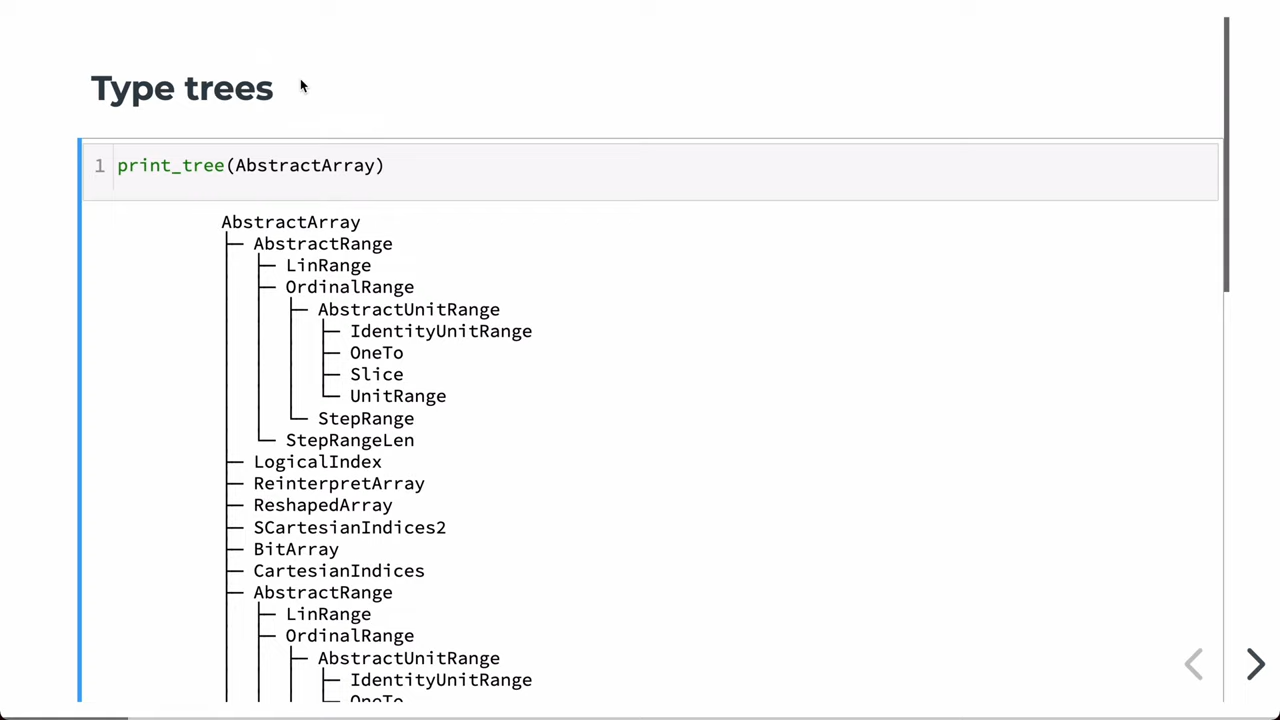 Type trees
1 print_tree(AbstractArray)
AbstractArray
├─ AbstractRange
│  ├─ LinRange
│  ├─ OrdinalRange
│  │  ├─ AbstractUnitRange
│  │  │  ├─ IdentityUnitRange
│  │  │  ├─ OneTo
│  │  │  ├─ Slice
│  │  │  └─ UnitRange
│  │  └─ StepRange
│  └─ StepRangeLen
├─ LogicalIndex
├─ ReinterpretArray
├─ ReshapedArray
├─ SCartesianIndices2
├─ BitArray
├─ CartesianIndices
├─ AbstractRange
│  ├─ LinRange
│  ├─ OrdinalRange
│  │  ├─ AbstractUnitRange
│  │  │  ├─ IdentityUnitRange
│  │  │  ├─ OneTo